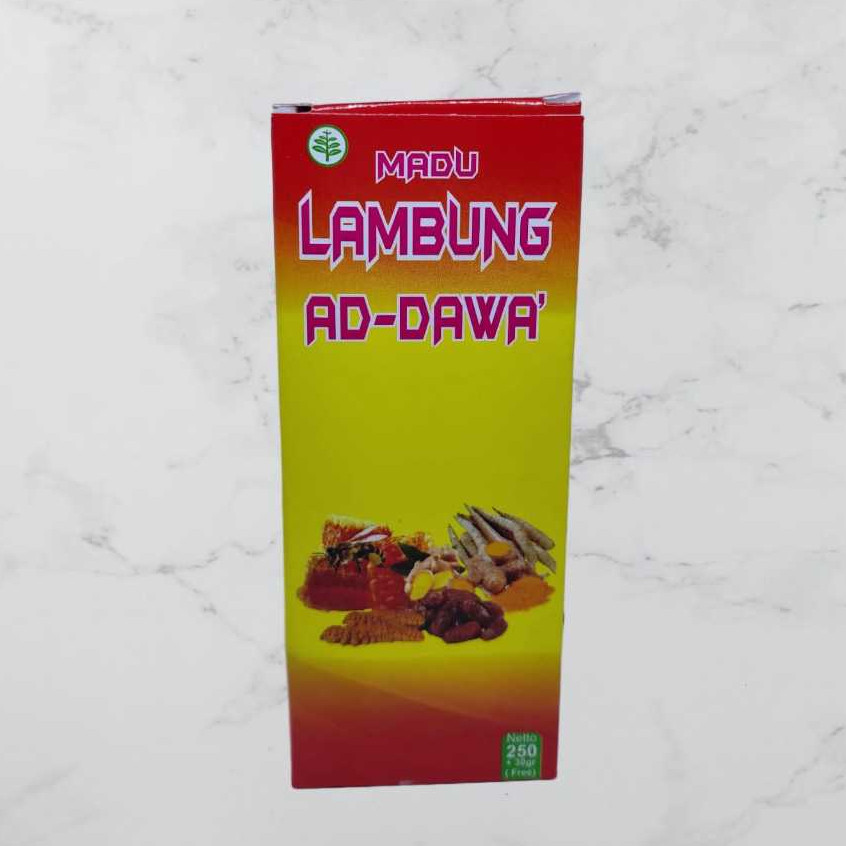 MADU
LAMBUNG
AD-DAWA'
Netto
250
+ 30gr
(Free)